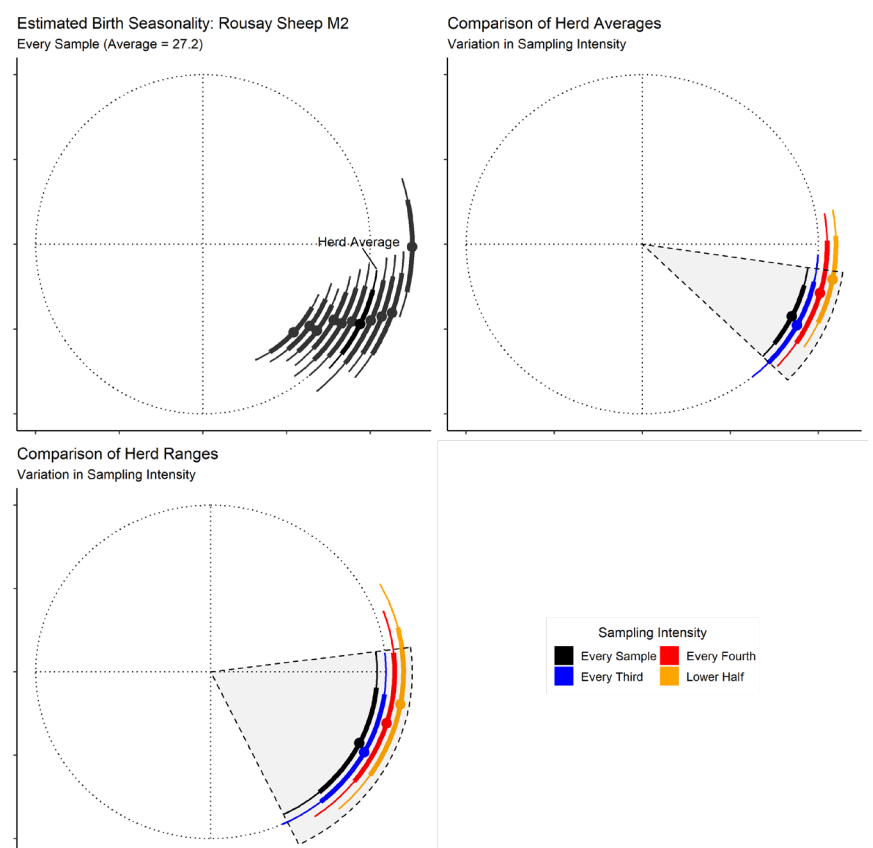 Estimated Birth Seasonality: Rousay Sheep M2
Every Sample (Average = 27.2)
Herd Average
Comparison of Herd Averages
Variation in Sampling Intensity
Comparison of Herd Ranges
Variation in Sampling Intensity
Sampling Intensity
Every Sample Every Fourth
Every Third Lower Half